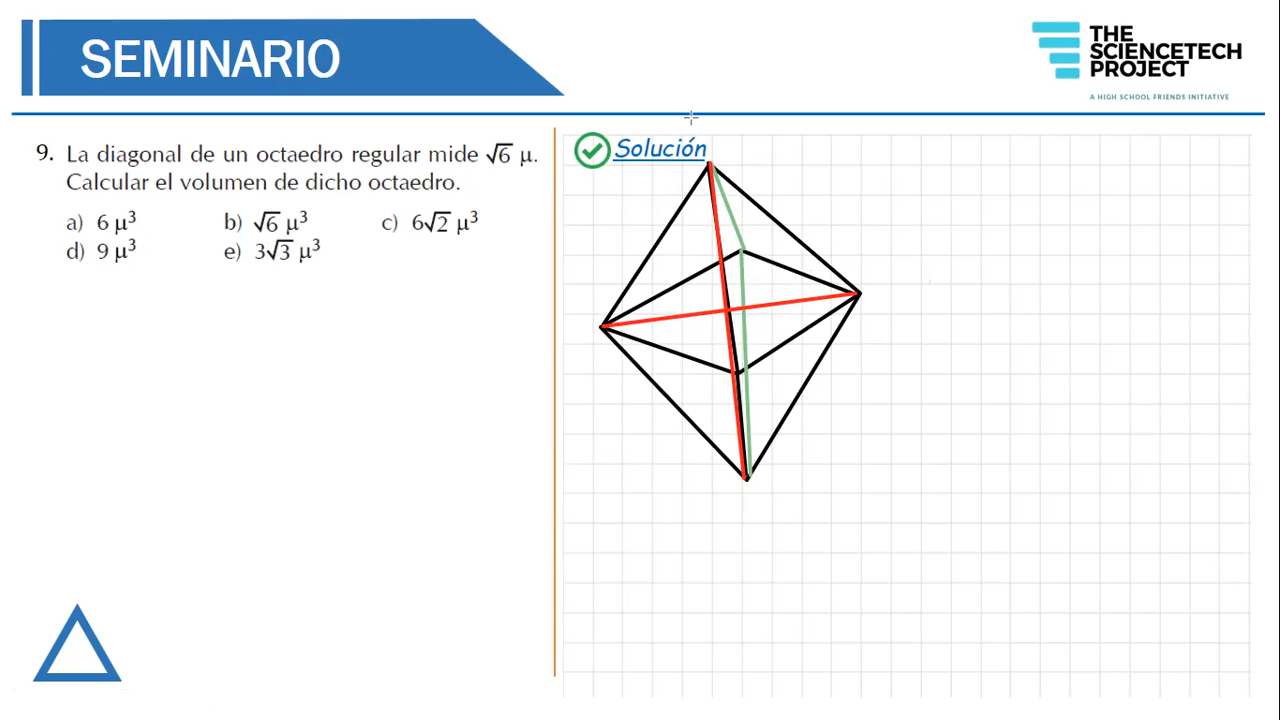 SEMINARIO
THE
SCIENCETECH
PROJECT
A HIGH SCHOOL FRIENDS INITIATIVE
9. La diagonal de un octaedro regular mide √6 μ.
Calcular el volumen de dicho octaedro.
a) 6 μ³ b) √6 μ³ c) 6√2 μ³
d) 9 μ³ e) 3√3 μ³
Solución